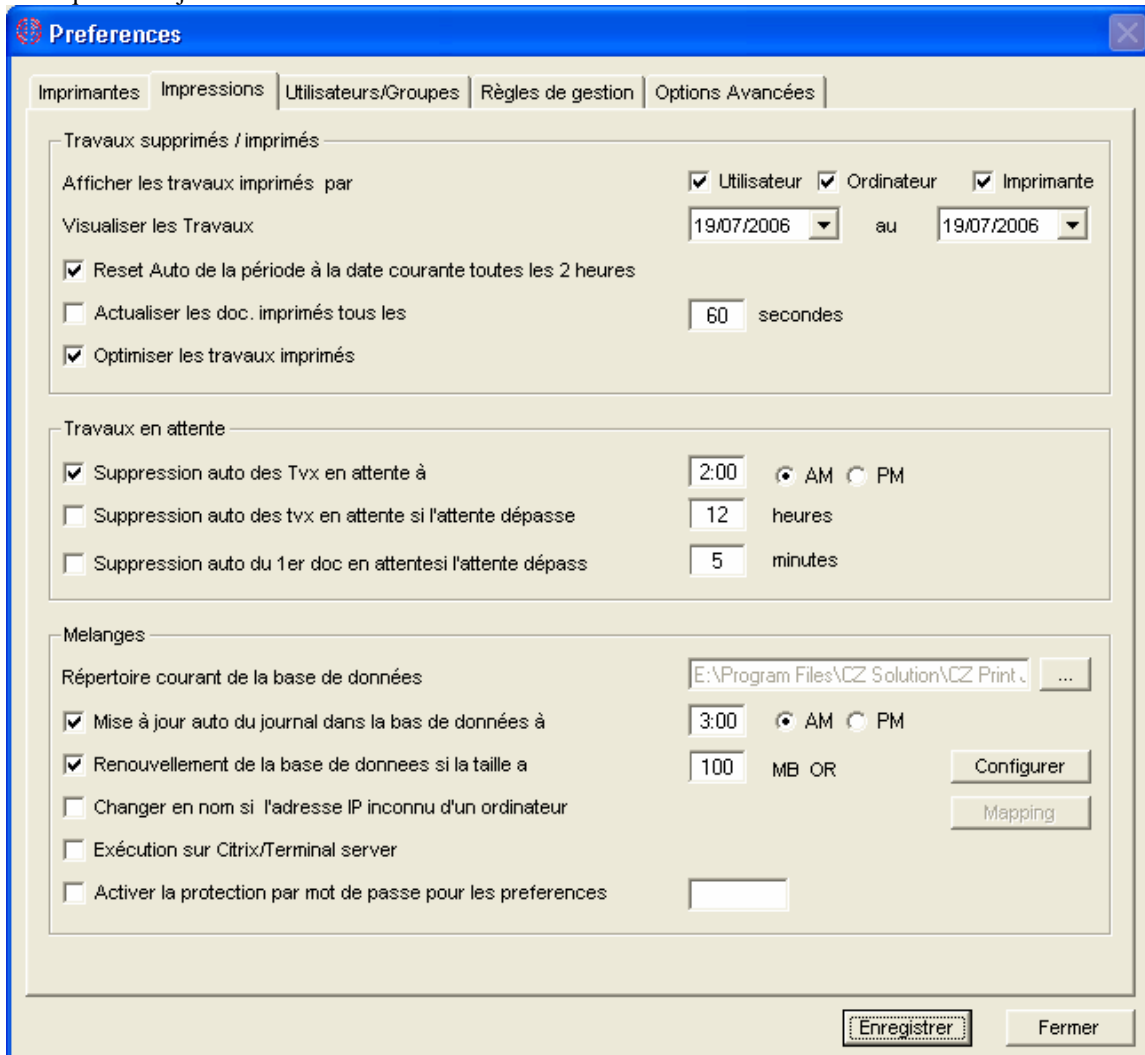 Preferences
Imprimantes Impressions Utilisateurs/Groupes Règles de gestion Options Avancées
Travaux supprimés / imprimés
Afficher les travaux imprimés par Utilisateur Ordinateur Imprimante
Visualiser les Travaux 19/07/2006 au 19/07/2006
Reset Auto de la période à la date courante toutes les 2 heures
Actualiser les doc. imprimés tous les 60 secondes
Optimiser les travaux imprimés
Travaux en attente
Suppression auto des Tvx en attente à 2:00 AM PM
Suppression auto des tvx en attente si l'attente dépasse 12 heures
Suppression auto du 1er doc en attentesi l'attente dépass 5 minutes
Melanges
Répertoire courant de la base de données E:\Program Files\CZ Solution\CZ Print ...
Mise à jour auto du journal dans la bas de données à 3:00 AM PM
Renouvellement de la base de donnees si la taille a 100 MB OR Configurer
Changer en nom si l'adresse IP inconnu d'un ordinateur Mapping
Exécution sur Citrix/Terminal server
Activer la protection par mot de passe pour les preferences
Enregistrer Fermer